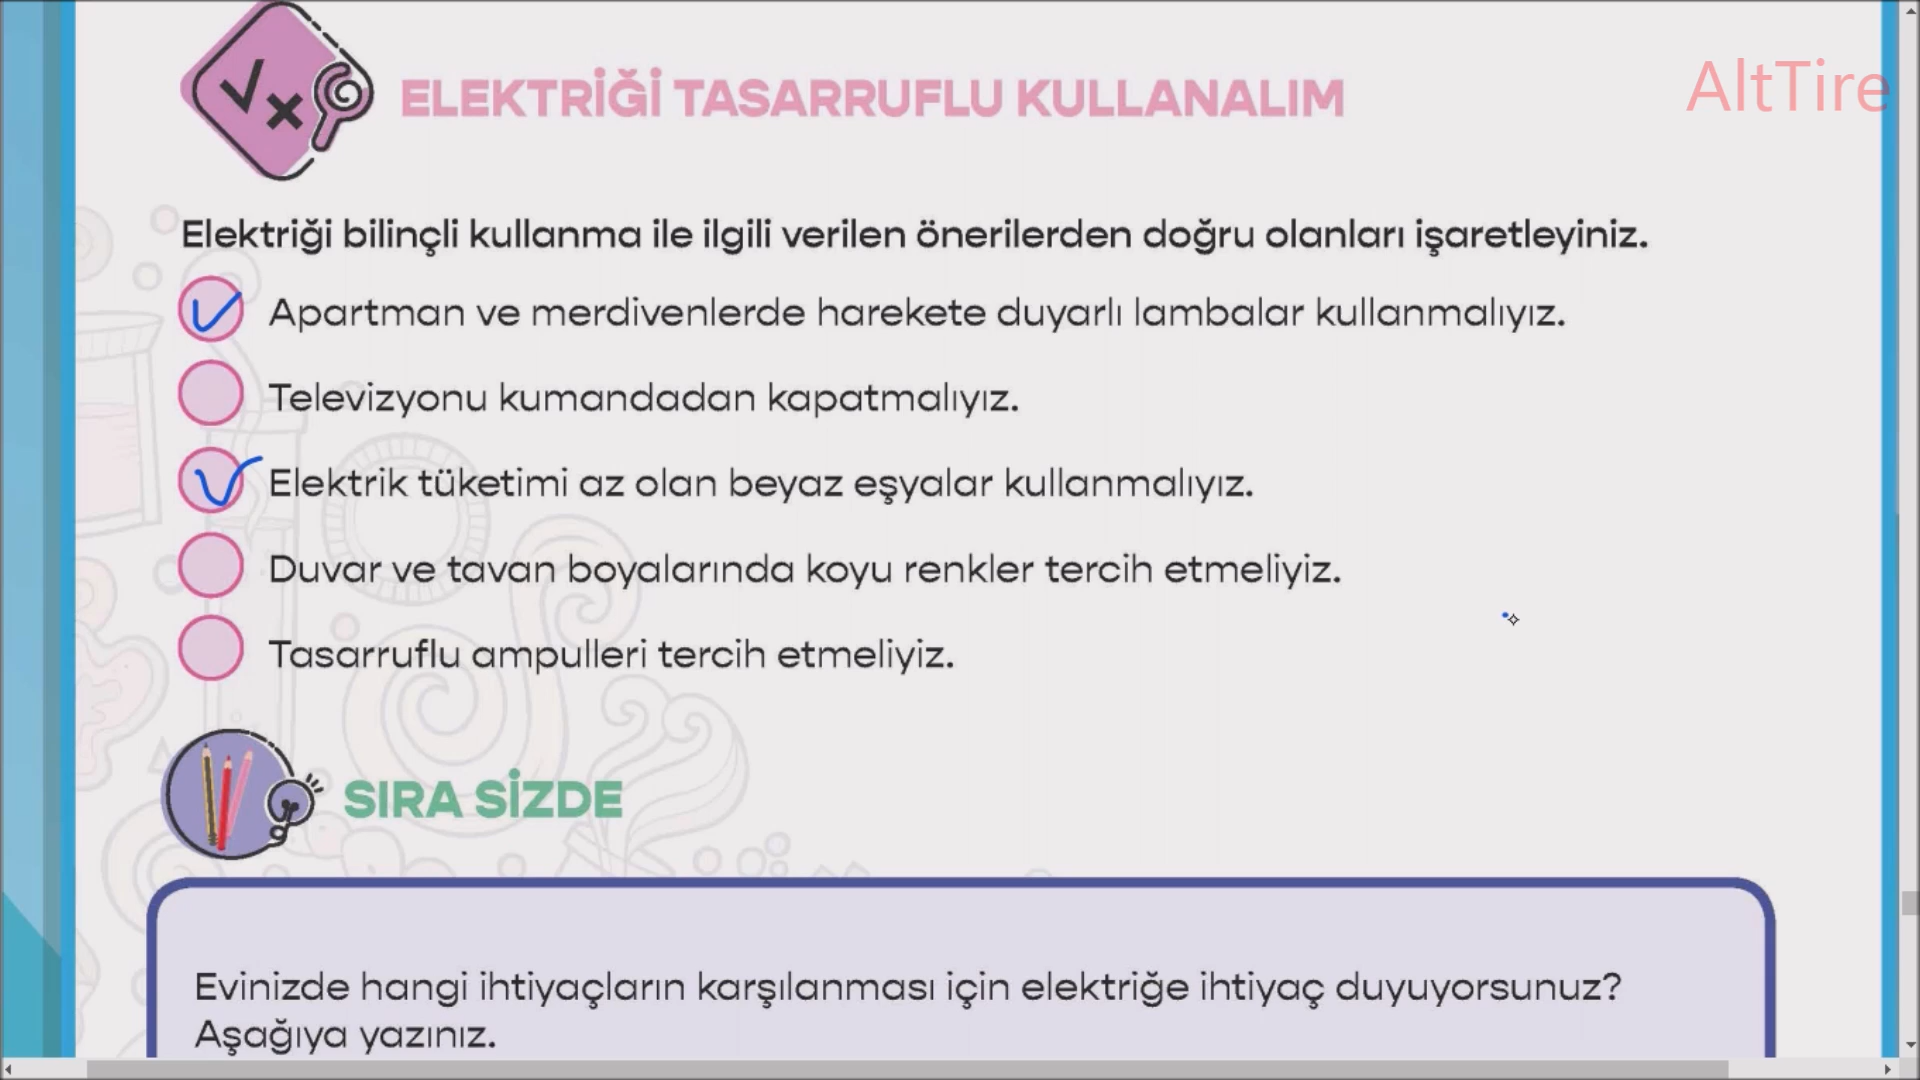 ELEKTRİĞİ TASARRUFLU KULLANALIM
AltTire
Elektriği bilinçli kullanma ile ilgili verilen önerilerden doğru olanları işaretleyiniz.
Apartman ve merdivenlerde harekete duyarlı lambalar kullanmalıyız.
Televizyonu kumandadan kapatmalıyız.
Elektrik tüketimi az olan beyaz eşyalar kullanmalıyız.
Duvar ve tavan boyalarında koyu renkler tercih etmeliyiz.
Tasarruflu ampulleri tercih etmeliyiz.
SIRA SİZDE
Evinizde hangi ihtiyaçların karşılanması için elektriğe ihtiyaç duyuyorsunuz?
Aşağıya yazınız.